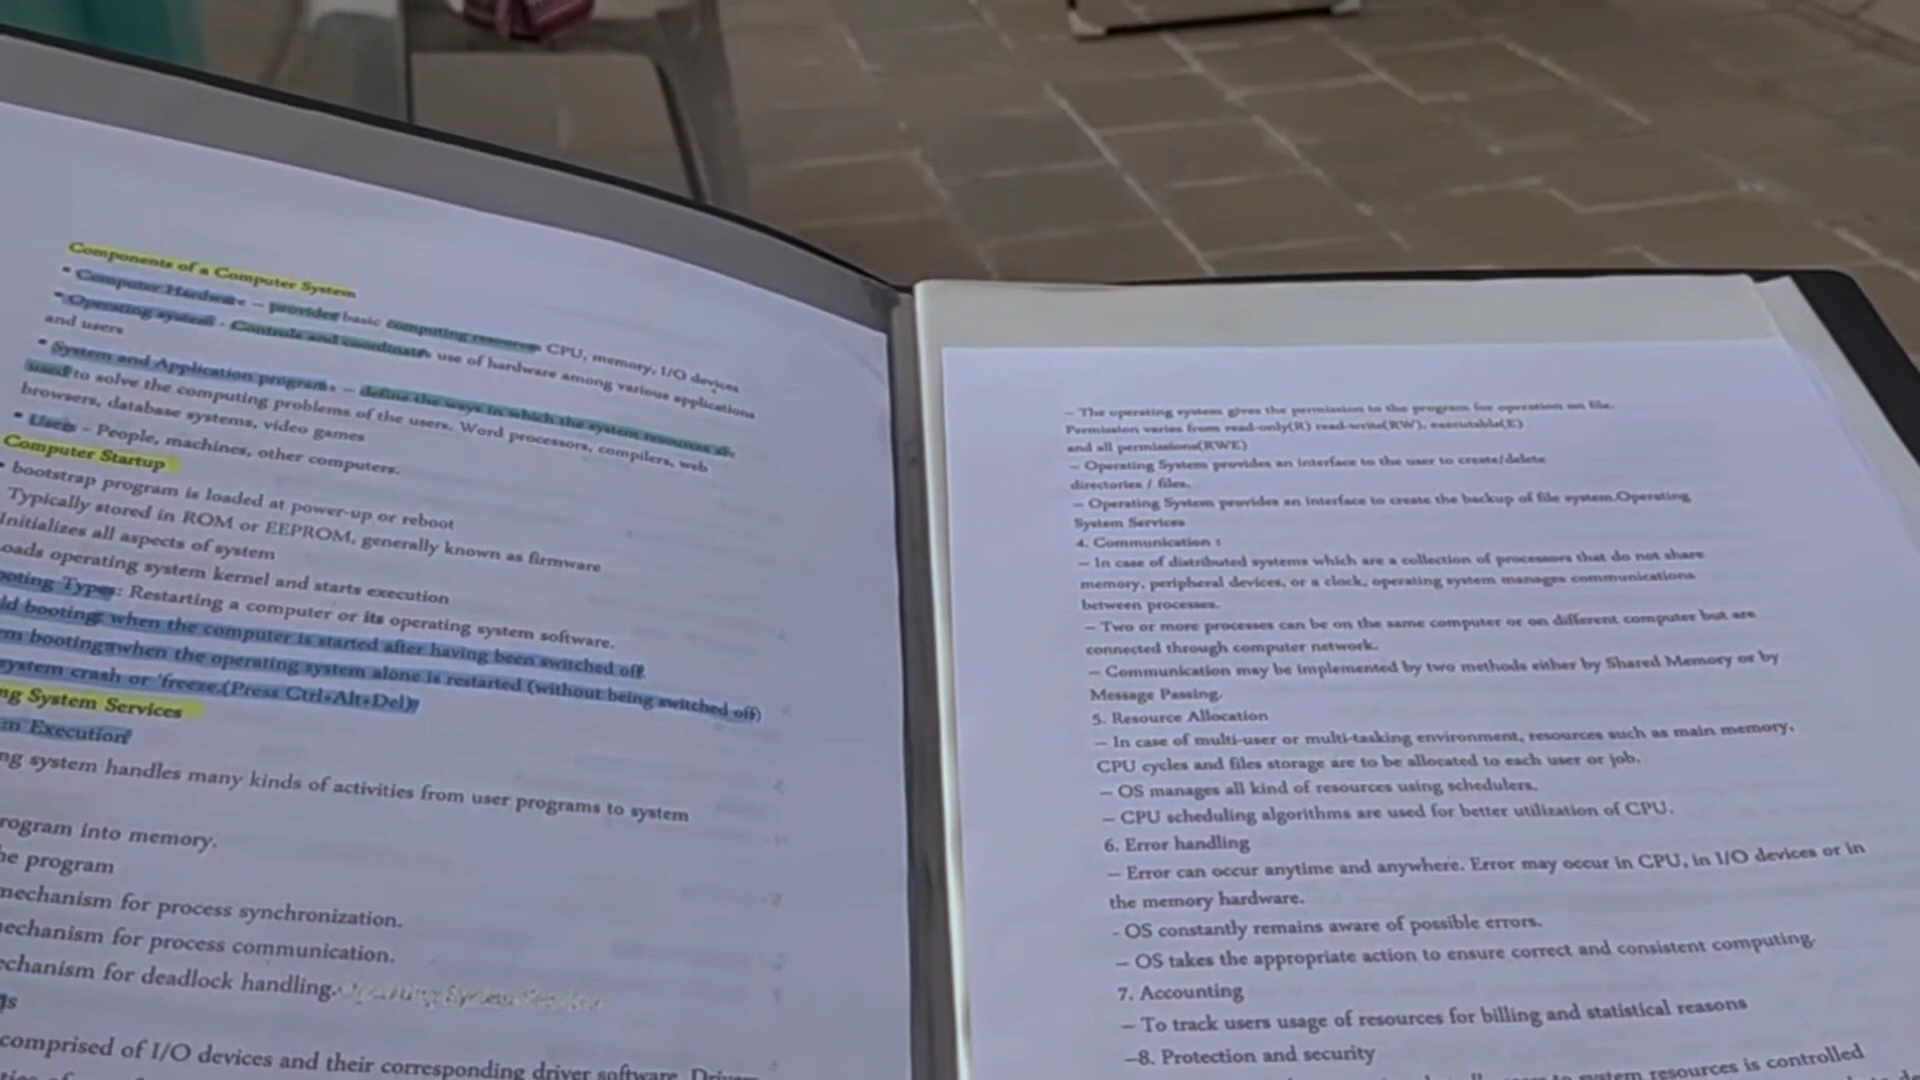 Components of a Computer System
• Computer Hardware – provides basic computing resources CPU, memory, I/O devices
• Operating system - Controls and coordinates use of hardware among various applications
and users
• System and Application programs – define the ways in which the system resources are
used to solve the computing problems of the users. Word processors, compilers, web
browsers, database systems, video games
• Users - People, machines, other computers.
Computer Startup
• bootstrap program is loaded at power-up or reboot
Typically stored in ROM or EEPROM, generally known as firmware
Initializes all aspects of system
oads operating system kernel and starts execution
ooting Types: Restarting a computer or its operating system software.
ld booting: when the computer is started after having been switched off.
m booting: when the operating system alone is restarted (without being switched off)
system crash or 'freeze.(Press Ctrl+Alt+Del)
ng System Services
m Execution
ng system handles many kinds of activities from user programs to system
rogram into memory.
he program
mechanism for process synchronization.
echanism for process communication.
chanism for deadlock handling.
comprised of I/O devices and their corresponding driver software.
– The operating system gives the permission to the program for operation on file.
Permission varies from read-only(R) read-write(RW), executable(E)
and all permissions(RWE)
– Operating System provides an interface to the user to create/delete
directories / files.
– Operating System provides an interface to create the backup of file system.Operating
System Services
4. Communication :
– In case of distributed systems which are a collection of processors that do not share
memory, peripheral devices, or a clock, operating system manages communications
between processes.
– Two or more processes can be on the same computer or on different computer but are
connected through computer network.
– Communication may be implemented by two methods either by Shared Memory or by
Message Passing.
5. Resource Allocation
– In case of multi-user or multi-tasking environment, resources such as main memory,
CPU cycles and files storage are to be allocated to each user or job.
– OS manages all kind of resources using schedulers.
– CPU scheduling algorithms are used for better utilization of CPU.
6. Error handling
– Error can occur anytime and anywhere. Error may occur in CPU, in I/O devices or in
the memory hardware.
- OS constantly remains aware of possible errors.
– OS takes the appropriate action to ensure correct and consistent computing.
7. Accounting
– To track users usage of resources for billing and statistical reasons
–8. Protection and security
to system resources is controlled